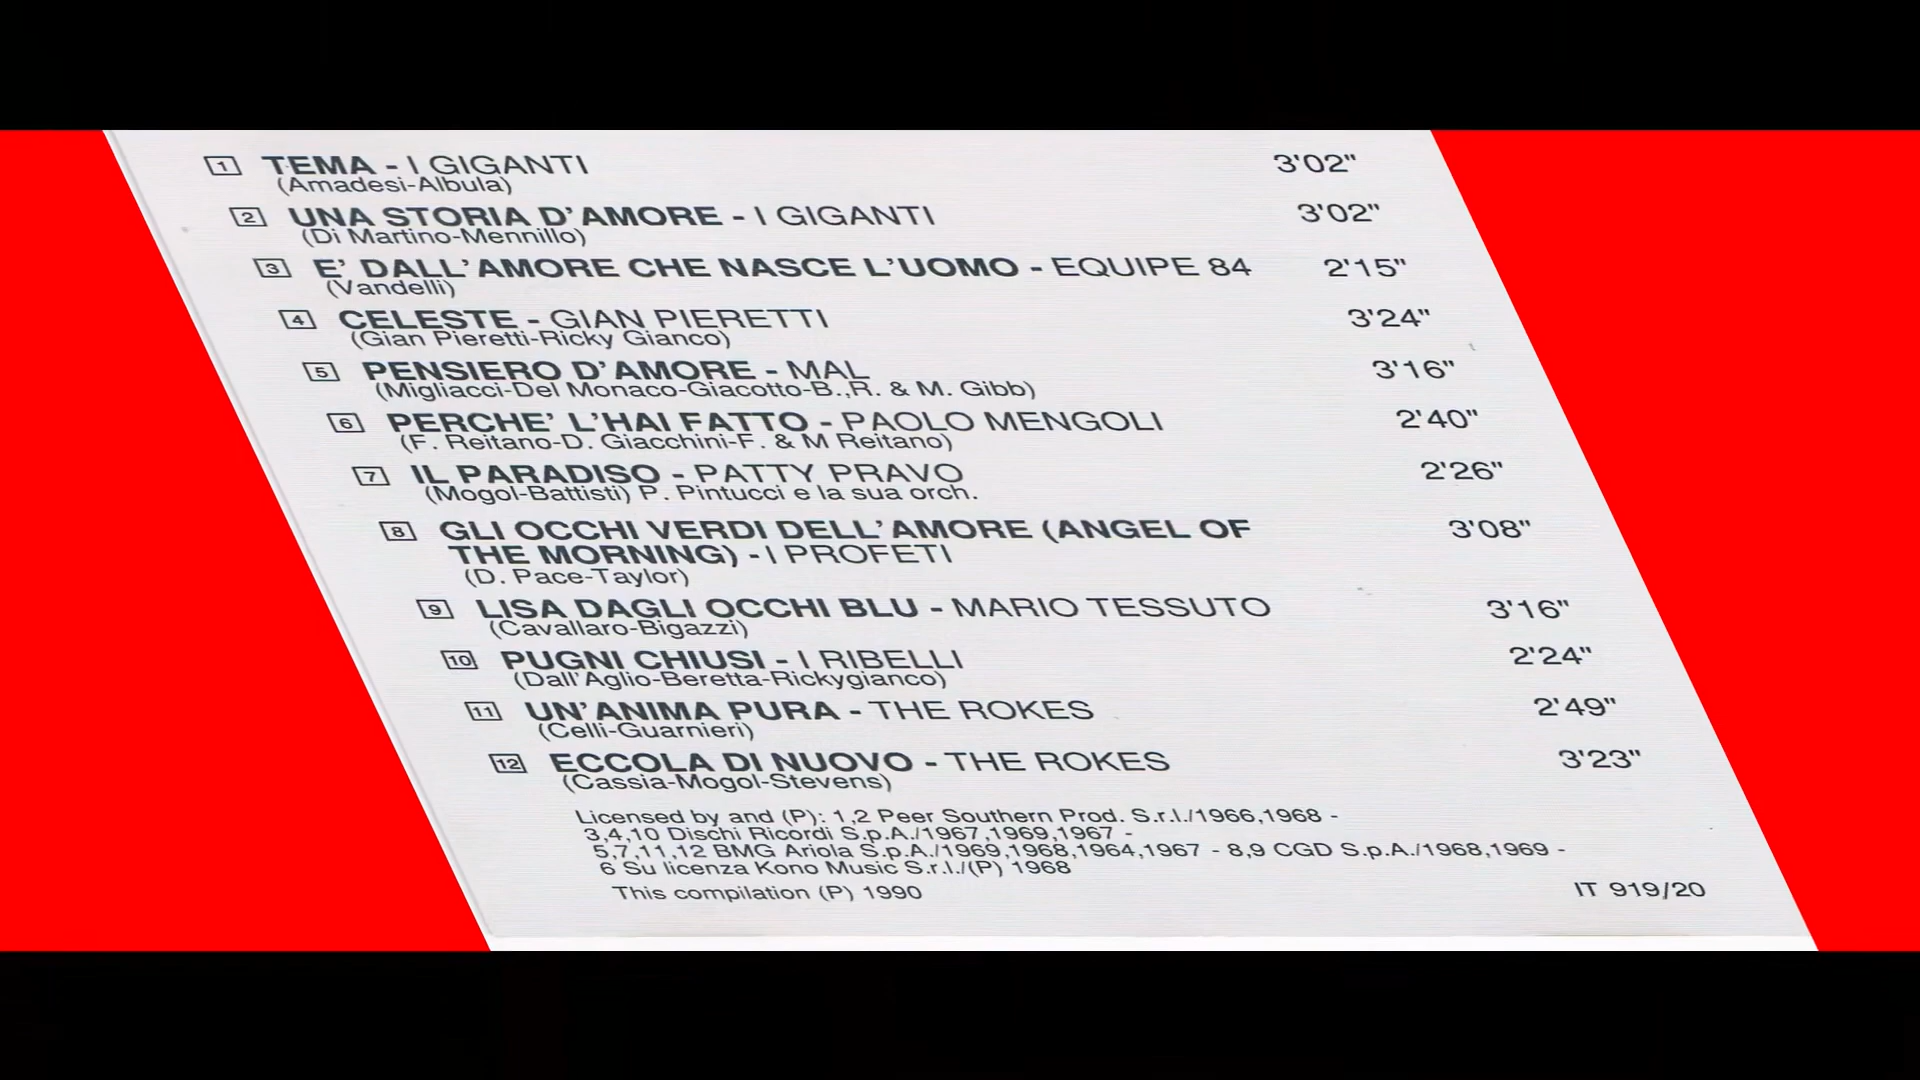 1 TEMA - I GIGANTI 3'02"
(Amadesi-Albula)
2 UNA STORIA D'AMORE - I GIGANTI 3'02"
(Di Martino-Mennillo)
3 E' DALL'AMORE CHE NASCE L'UOMO - EQUIPE 84 2'15"
(Vandelli)
4 CELESTE - GIAN PIERETTI 3'24"
(Gian Pieretti-Ricky Gianco)
5 PENSIERO D'AMORE - MAL 3'16"
(Migliacci-Del Monaco-Giacotto-B.,R. & M. Gibb)
6 PERCHE' L'HAI FATTO - PAOLO MENGOLI 2'40"
(F. Reitano-D. Giacchini-F. & M Reitano)
7 IL PARADISO - PATTY PRAVO 2'26"
(Mogol-Battisti) P. Pintucci e la sua orch.
8 GLI OCCHI VERDI DELL'AMORE (ANGEL OF 3'08"
THE MORNING) - I PROFETI
(D. Pace-Taylor)
9 LISA DAGLI OCCHI BLU - MARIO TESSUTO 3'16"
(Cavallaro-Bigazzi)
10 PUGNI CHIUSI - I RIBELLI 2'24"
(Dall'Aglio-Beretta-Rickygianco)
11 UN'ANIMA PURA - THE ROKES 2'49"
(Celli-Guarnieri)
12 ECCOLA DI NUOVO - THE ROKES 3'23"
(Cassia-Mogol-Stevens)
Licensed by and (P): 1,2 Peer Southern Prod. S.r.l./1966,1968 -
3,4,10 Dischi Ricordi S.p.A./1967,1969,1967 -
5,7,11,12 BMG Ariola S.p.A./1969,1968,1964,1967 - 8,9 CGD S.p.A./1968,1969 -
6 Su licenza Kono Music S.r.l./(P) 1968
This compilation (P) 1990 IT 919/20